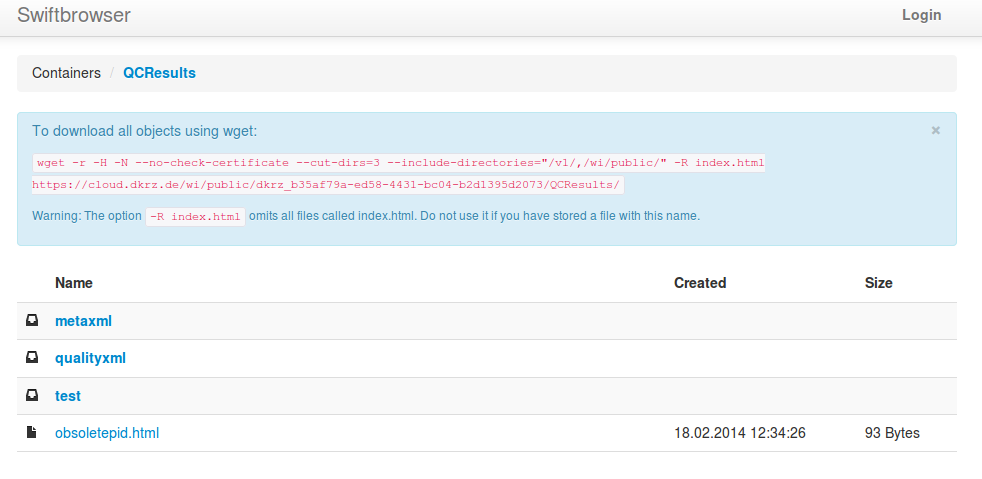 Swiftbrowser
Login
Containers / QCResults
To download all objects using wget:
×
wget -r -H -N --no-check-certificate --cut-dirs=3 --include-directories="/v1/,/wi/public/" -R index.html
https://cloud.dkrz.de/wi/public/dkrz_b35af79a-ed58-4431-bc04-b2d1395d2073/QCResults/
Warning: The option -R index.html omits all files called index.html. Do not use it if you have stored a file with this name.
Name Created Size
metaxml
qualityxml
test
obsoletepid.html 18.02.2014 12:34:26 93 Bytes